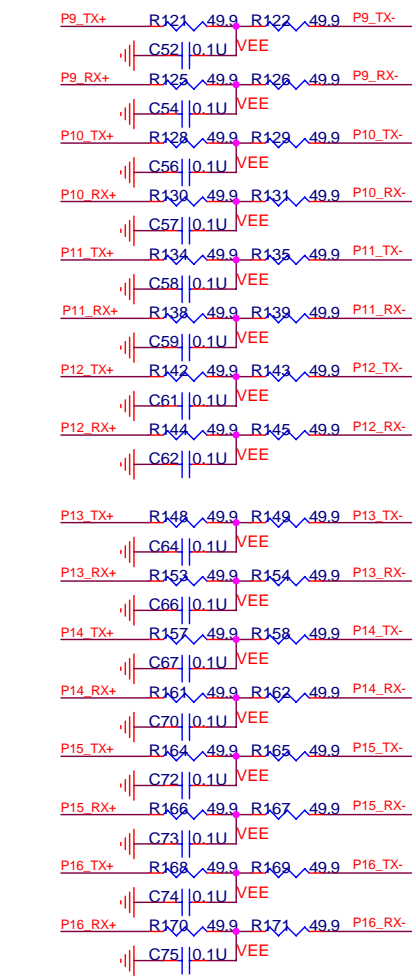 P9_TX+ R121 49.9 R122 49.9 P9_TX-
C52 0.1U VEE
P9_RX+ R125 49.9 R126 49.9 P9_RX-
C54 0.1U VEE
P10_TX+ R128 49.9 R129 49.9 P10_TX-
C56 0.1U VEE
P10_RX+ R130 49.9 R131 49.9 P10_RX-
C57 0.1U VEE
P11_TX+ R134 49.9 R135 49.9 P11_TX-
C58 0.1U VEE
P11_RX+ R138 49.9 R139 49.9 P11_RX-
C59 0.1U VEE
P12_TX+ R142 49.9 R143 49.9 P12_TX-
C61 0.1U VEE
P12_RX+ R144 49.9 R145 49.9 P12_RX-
C62 0.1U VEE
P13_TX+ R148 49.9 R149 49.9 P13_TX-
C64 0.1U VEE
P13_RX+ R153 49.9 R154 49.9 P13_RX-
C66 0.1U VEE
P14_TX+ R157 49.9 R158 49.9 P14_TX-
C67 0.1U VEE
P14_RX+ R161 49.9 R162 49.9 P14_RX-
C70 0.1U VEE
P15_TX+ R164 49.9 R165 49.9 P15_TX-
C72 0.1U VEE
P15_RX+ R166 49.9 R167 49.9 P15_RX-
C73 0.1U VEE
P16_TX+ R168 49.9 R169 49.9 P16_TX-
C74 0.1U VEE
P16_RX+ R170 49.9 R171 49.9 P16_RX-
C75 0.1U VEE